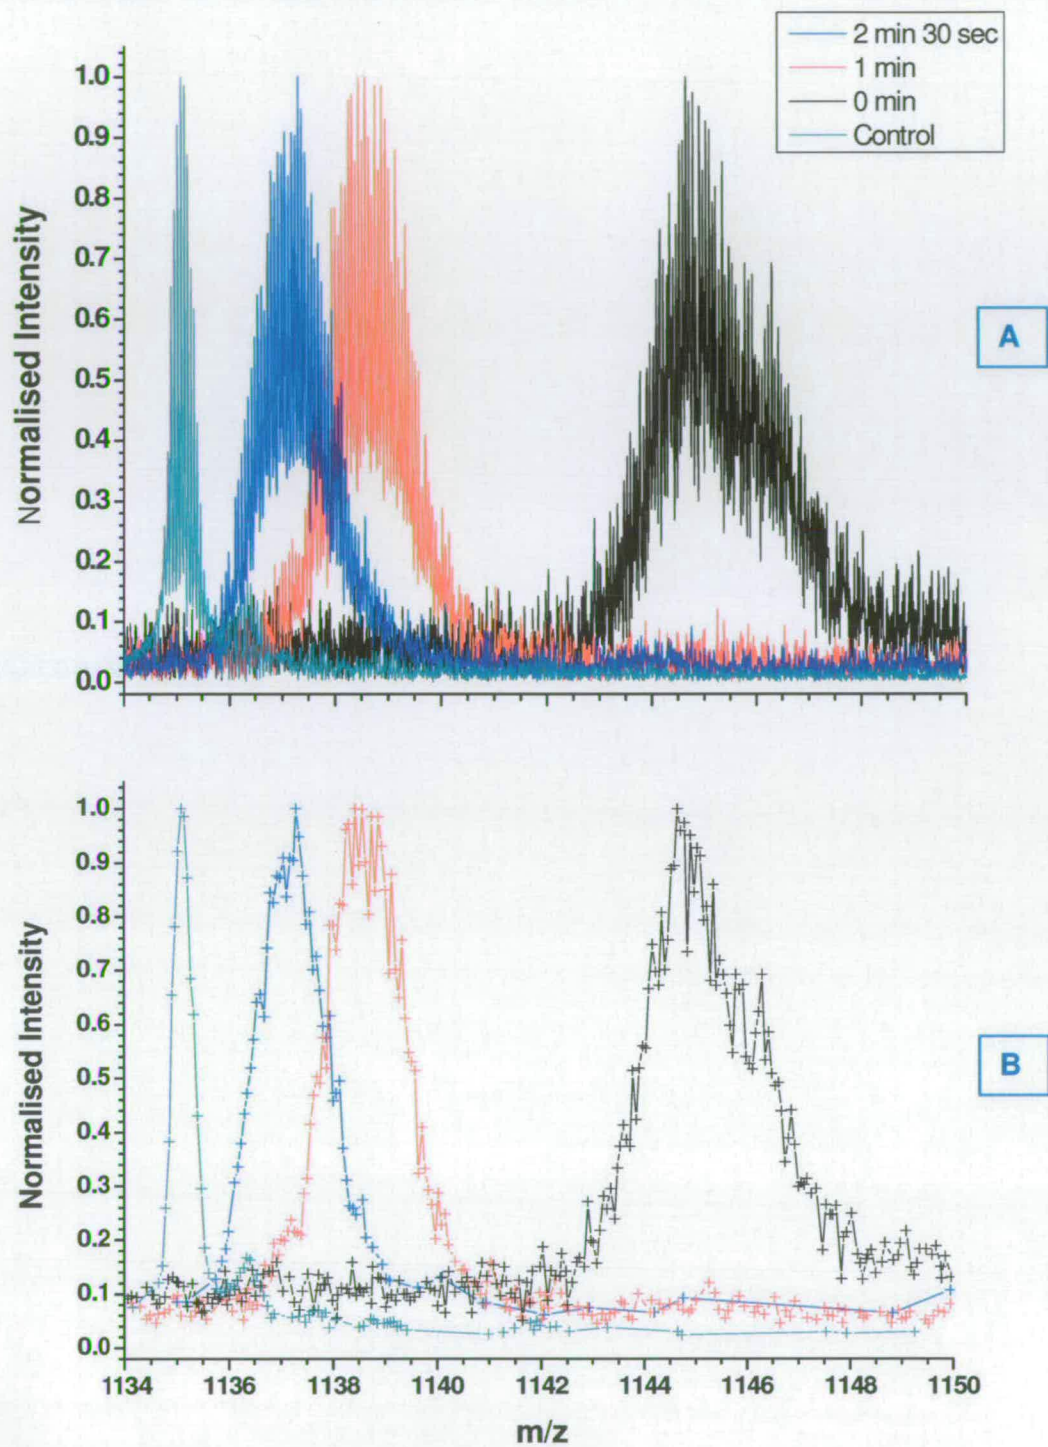 2 min 30 sec
1 min
0 min
Control
1.0
0.9
0.8
0.7
0.6
0.5
0.4
0.3
0.2
0.1
0.0
Normalised Intensity
A
1.0
0.9
0.8
0.7
0.6
0.5
0.4
0.3
0.2
0.1
0.0
Normalised Intensity
B
1134 1136 1138 1140 1142 1144 1146 1148 1150
m/z